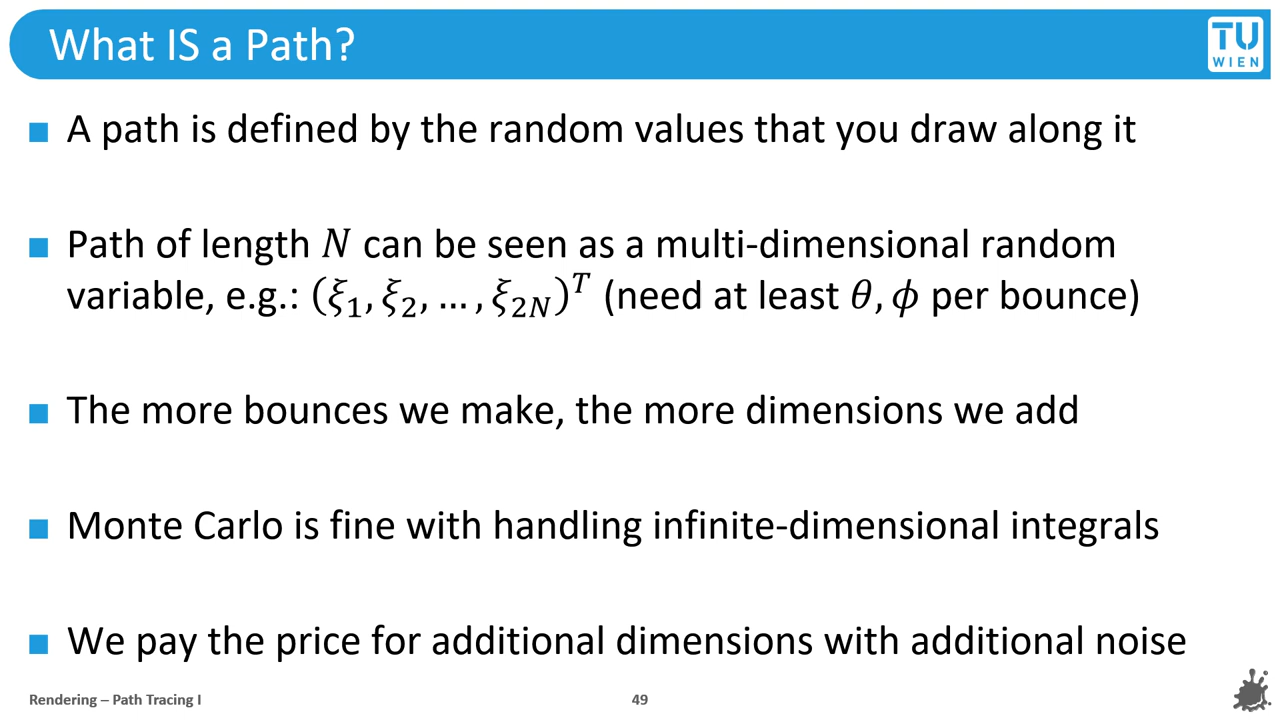 What IS a Path?
TU
WIEN
A path is defined by the random values that you draw along it
Path of length 𝑁 can be seen as a multi-dimensional random
variable, e.g.: (𝜉₁, 𝜉₂, … , 𝜉₂𝑁)ᵀ (need at least 𝜃, 𝜙 per bounce)
The more bounces we make, the more dimensions we add
Monte Carlo is fine with handling infinite-dimensional integrals
We pay the price for additional dimensions with additional noise
Rendering – Path Tracing I
49